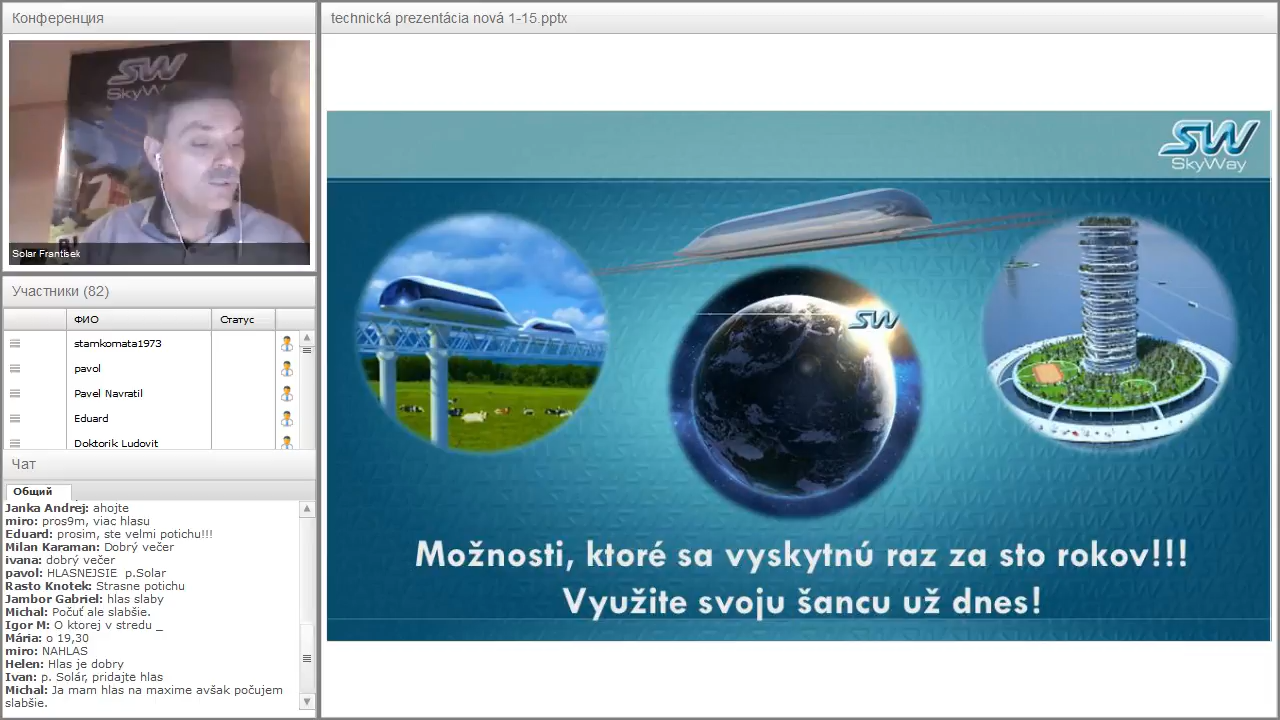 Конференция
SW
SkyW
Solar František
Участники (82)
ФИО
Статус
stamkomata1973
pavol
Pavel Navratil
Eduard
Doktorik Ludovit
Чат
Общий
Janka Andrej: ahojte
miro: pros9m, viac hlasu
Eduard: prosim, ste velmi potichu!!!
Milan Karaman: Dobrý večer
ivana: dobrý večer
pavol: HLASNEJSIE p.Solar
Rasto Knotek: Strasne potichu
Jambor Gabriel: hlas slaby
Michal: Počuť ale slabšie.
Igor M: O ktorej v stredu _
Mária: o 19,30
miro: NAHLAS
Helen: Hlas je dobry
Ivan: p. Solár, pridajte hlas
Michal: Ja mam hlas na maxime avšak počujem
slabšie.
technická prezentácia nová 1-15.pptx
SW
SkyWay
SW
Možnosti, ktoré sa vyskytnú raz za sto rokov!!!
Využite svoju šancu už dnes!